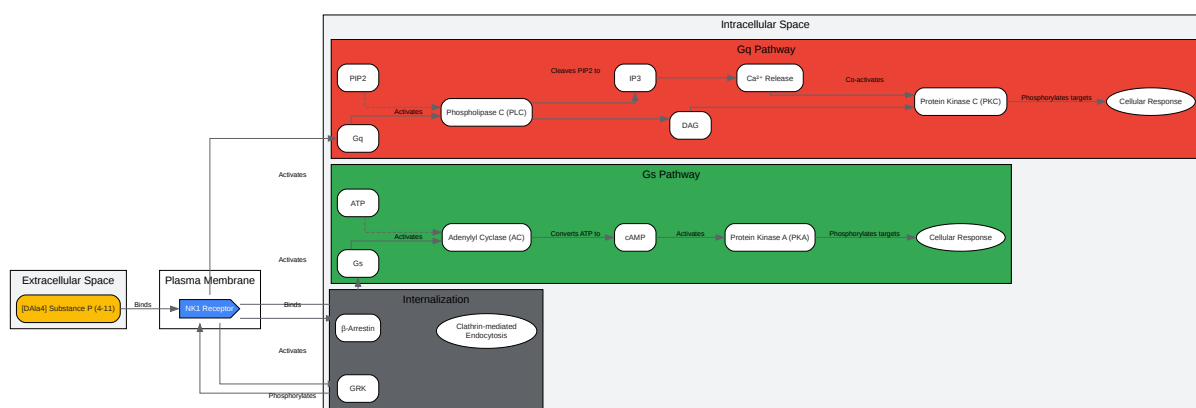 Intracellular Space
Gq Pathway
PIP2
Cleaves PIP2 to
IP3
Ca²⁺ Release
Co-activates
Activates
Phospholipase C (PLC)
Protein Kinase C (PKC)
Phosphorylates targets
Cellular Response
DAG
Gq
Activates
Gs Pathway
ATP
Activates
Adenylyl Cyclase (AC)
Converts ATP to
cAMP
Activates
Protein Kinase A (PKA)
Phosphorylates targets
Cellular Response
Gs
Activates
Extracellular Space
[DAla4] Substance P (4-11)
Binds
Plasma Membrane
NK1 Receptor
Binds
Internalization
β-Arrestin
Clathrin-mediated
Endocytosis
Activates
GRK
Phosphorylates